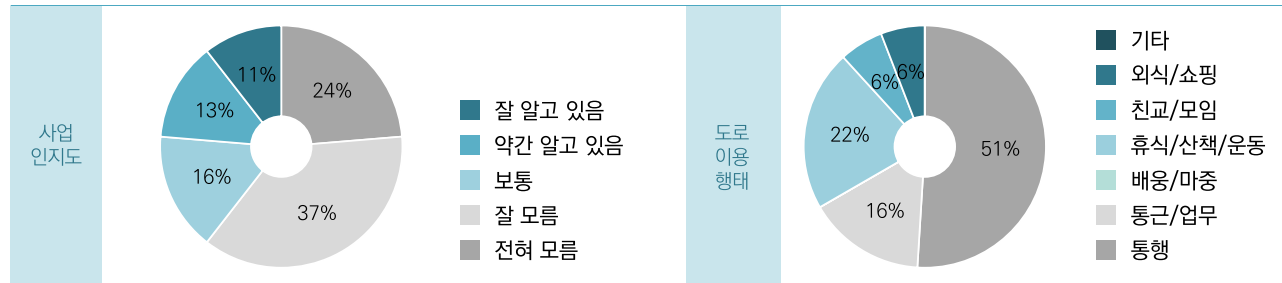 사업
인지도
11%
24%
13%
16%
37%
잘 알고 있음
약간 알고 있음
보통
잘 모름
전혀 모름
도로
이용
행태
6%
6%
22%
51%
16%
기타
외식/쇼핑
친교/모임
휴식/산책/운동
배웅/마중
통근/업무
통행